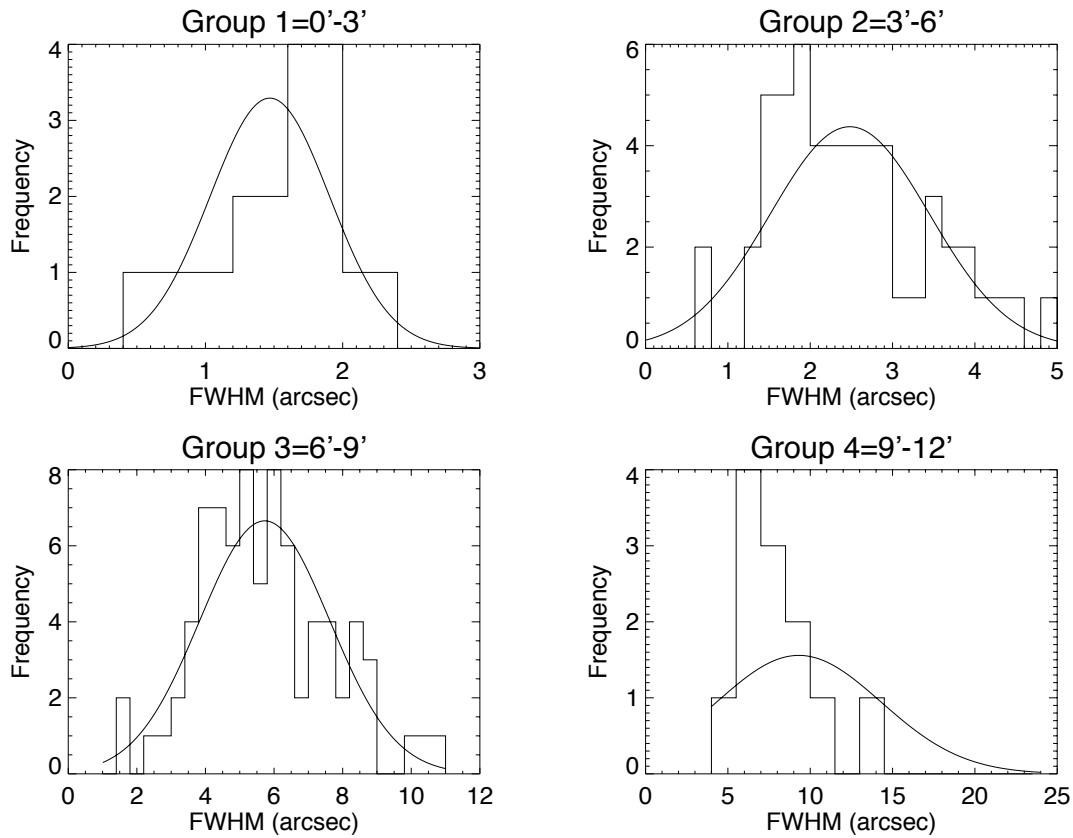 Group 1=0'-3'
Frequency
4
3
2
1
0
0 1 2 3
FWHM (arcsec)
Group 2=3'-6'
Frequency
6
4
2
0
0 1 2 3 4 5
FWHM (arcsec)
Group 3=6'-9'
Frequency
8
6
4
2
0
0 2 4 6 8 10 12
FWHM (arcsec)
Group 4=9'-12'
Frequency
4
3
2
1
0
0 5 10 15 20 25
FWHM (arcsec)